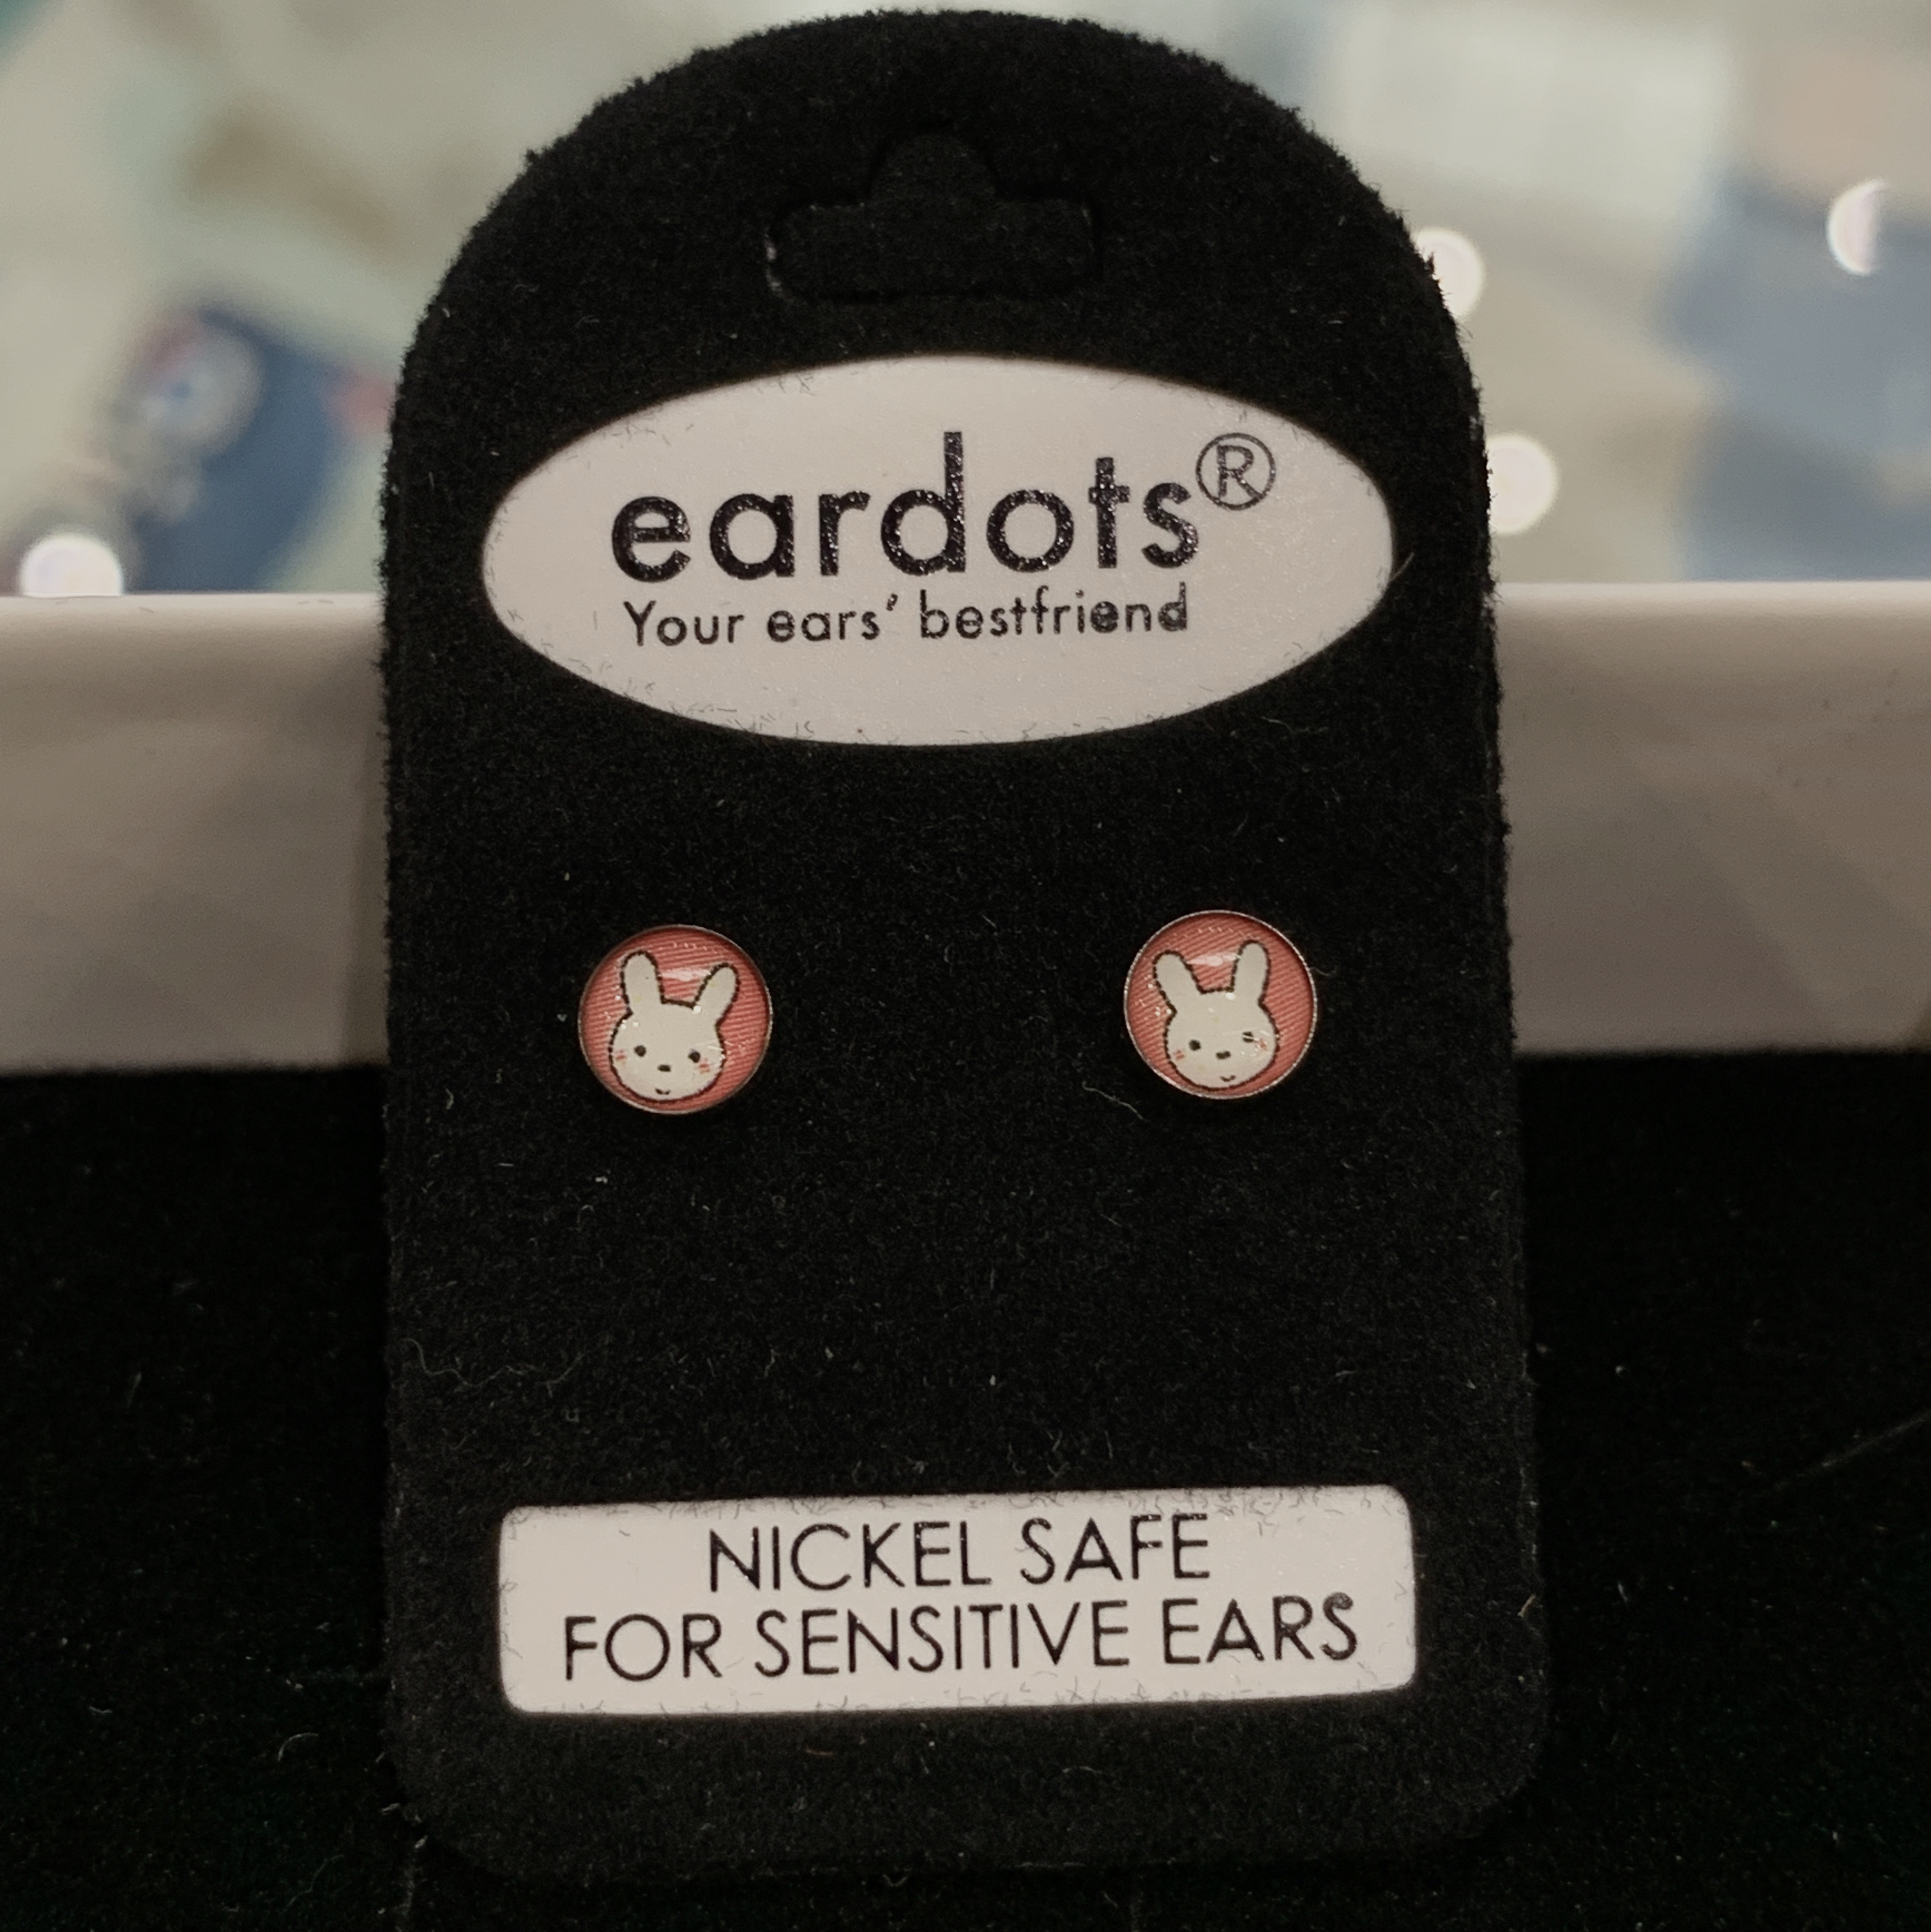 eardots®
Your ears’ bestfriend
NICKEL SAFE
FOR SENSITIVE EARS